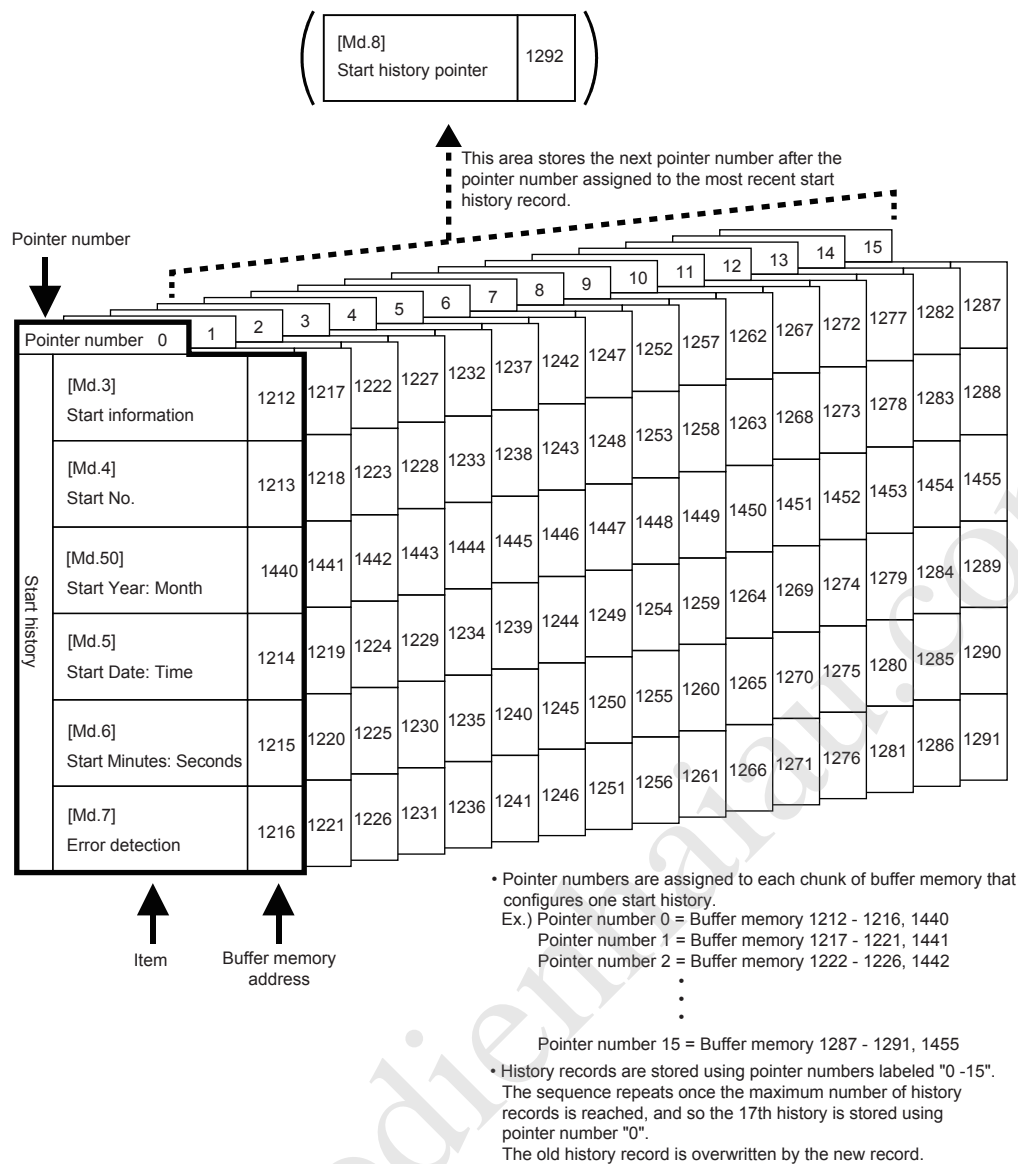 [Md.8]
Start history pointer
1292
This area stores the next pointer number after the
pointer number assigned to the most recent start
history record.
Pointer number
Pointer number 0 1 2 3 4 5 6 7 8 9 10 11 12 13 14 15
Start history
[Md.3]
Start information
1212 1217 1222 1227 1232 1237 1242 1247 1252 1257 1262 1267 1272 1277 1282 1287
[Md.4]
Start No.
1213 1218 1223 1228 1233 1238 1243 1248 1253 1258 1263 1268 1273 1278 1283 1288
[Md.50]
Start Year: Month
1440 1441 1442 1443 1444 1445 1446 1447 1448 1449 1450 1451 1452 1453 1454 1455
[Md.5]
Start Date: Time
1214 1219 1224 1229 1234 1239 1244 1249 1254 1259 1264 1269 1274 1279 1284 1289
[Md.6]
Start Minutes: Seconds
1215 1220 1225 1230 1235 1240 1245 1250 1255 1260 1265 1270 1275 1280 1285 1290
[Md.7]
Error detection
1216 1221 1226 1231 1236 1241 1246 1251 1256 1261 1266 1271 1276 1281 1286 1291
Item
Buffer memory
address
• Pointer numbers are assigned to each chunk of buffer memory that
configures one start history.
Ex.) Pointer number 0 = Buffer memory 1212 - 1216, 1440
Pointer number 1 = Buffer memory 1217 - 1221, 1441
Pointer number 2 = Buffer memory 1222 - 1226, 1442
•
•
•
Pointer number 15 = Buffer memory 1287 - 1291, 1455
• History records are stored using pointer numbers labeled "0 -15".
The sequence repeats once the maximum number of history
records is reached, and so the 17th history is stored using
pointer number "0".
The old history record is overwritten by the new record.